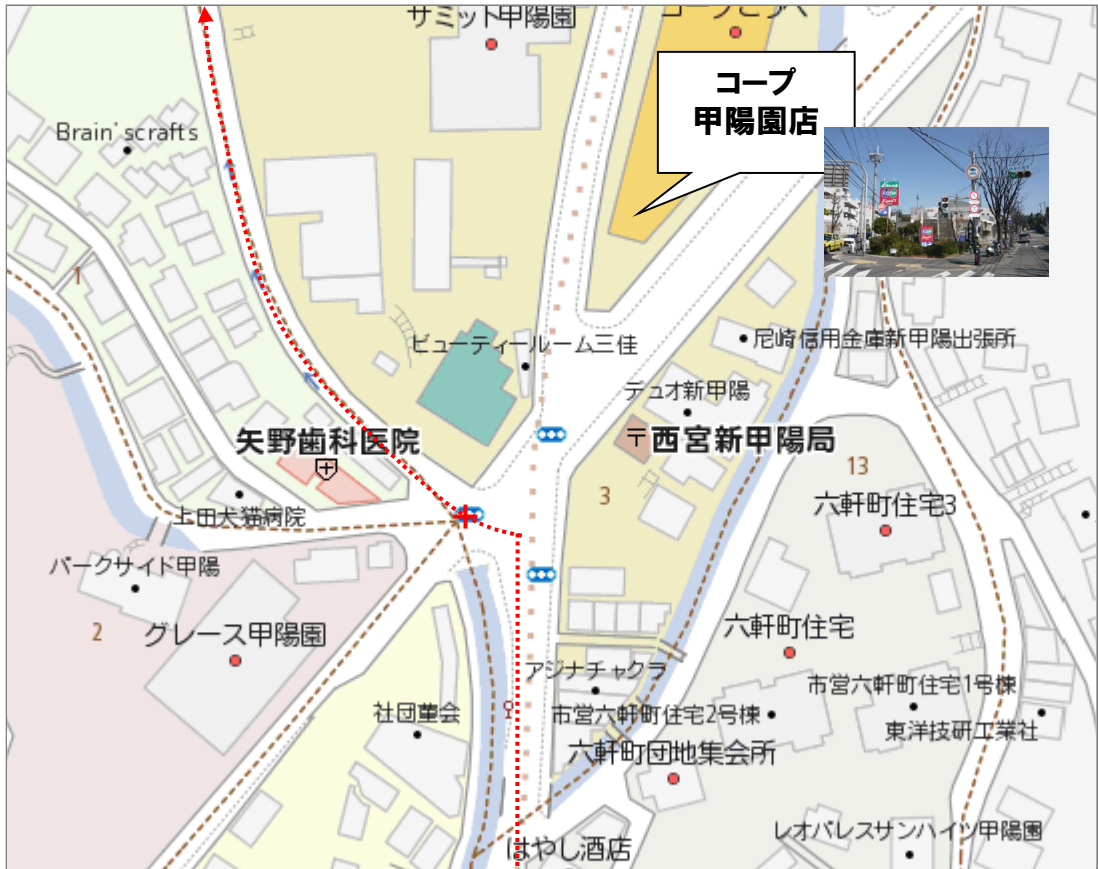 サミット甲陽園
コープこうべ
コープ
甲陽園店
Brain'scrafts
1
ビューティールーム三佳
尼崎信用金庫新甲陽出張所
デュオ新甲陽
矢野歯科医院
〒西宮新甲陽局
13
3
六軒町住宅3
上田犬猫病院
パークサイド甲陽
2
グレース甲陽園
六軒町住宅
アジナチャクラ
市営六軒町住宅1号棟
社団菫会
市営六軒町住宅2号棟
東洋技研工業社
六軒町団地集会所
はやし酒店
レオパレスサンハイツ甲陽園